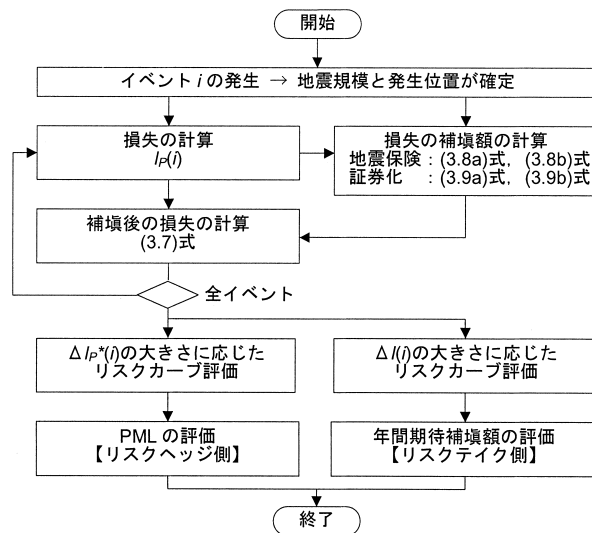 開始
イベント i の発生 → 地震規模と発生位置が確定
損失の計算
lP(i)
損失の補塡額の計算
地震保険：(3.8a)式，(3.8b)式
証券化　：(3.9a)式，(3.9b)式
補塡後の損失の計算
(3.7)式
全イベント
ΔlP*(i)の大きさに応じた
リスクカーブ評価
Δl(i)の大きさに応じた
リスクカーブ評価
PML の評価
【リスクヘッジ側】
年間期待補塡額の評価
【リスクテイク側】
終了